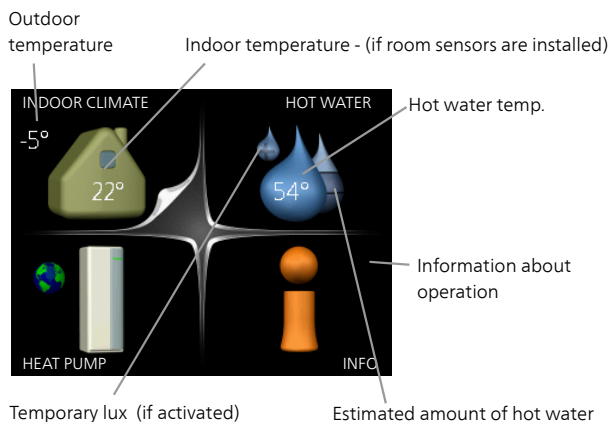 Outdoor
temperature
Indoor temperature - (if room sensors are installed)
INDOOR CLIMATE
HOT WATER
Hot water temp.
-5°
22°
54°
Information about
operation
HEAT PUMP
INFO
Temporary lux (if activated)
Estimated amount of hot water